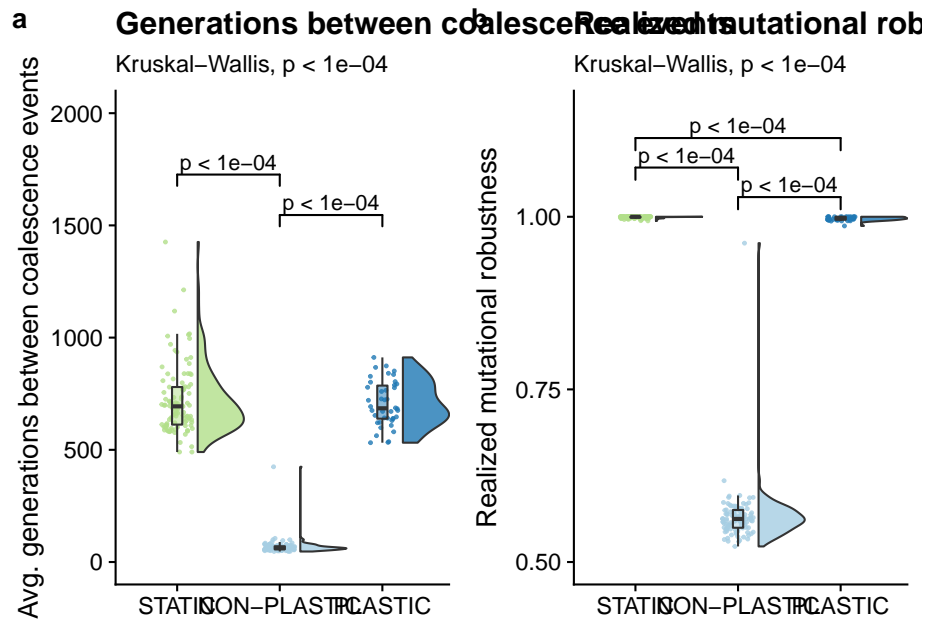 a
Generations between coalescence events
Kruskal−Wallis, p < 1e−04
Avg. generations between coalescence events
2000
1500
1000
500
0
p < 1e−04
p < 1e−04
STATIC
NON−PLASTIC
PLASTIC
b
Realized mutational rob
Kruskal−Wallis, p < 1e−04
Realized mutational robustness
1.00
0.75
0.50
p < 1e−04
p < 1e−04
p < 1e−04
STATIC
NON−PLASTIC
PLASTIC